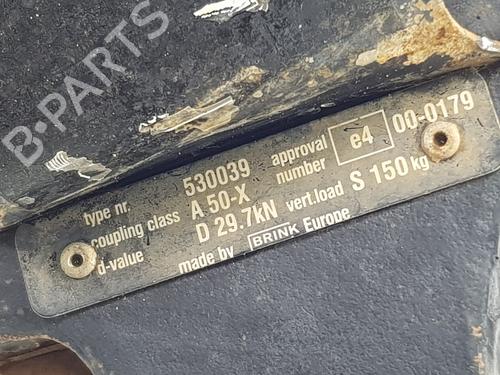 B-PARTS
type nr. 530039 approval number e4 00-0179
coupling class A 50-X
d-value D 29.7kN vert.load S 150 kg
made by BRINK Europe